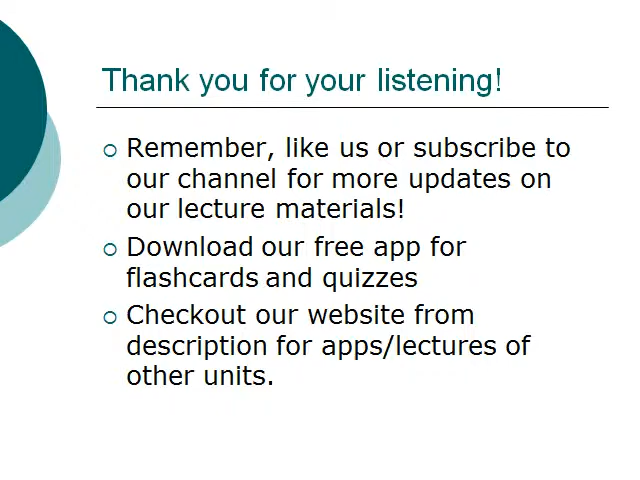 Thank you for your listening!
Remember, like us or subscribe to
our channel for more updates on
our lecture materials!
Download our free app for
flashcards and quizzes
Checkout our website from
description for apps/lectures of
other units.